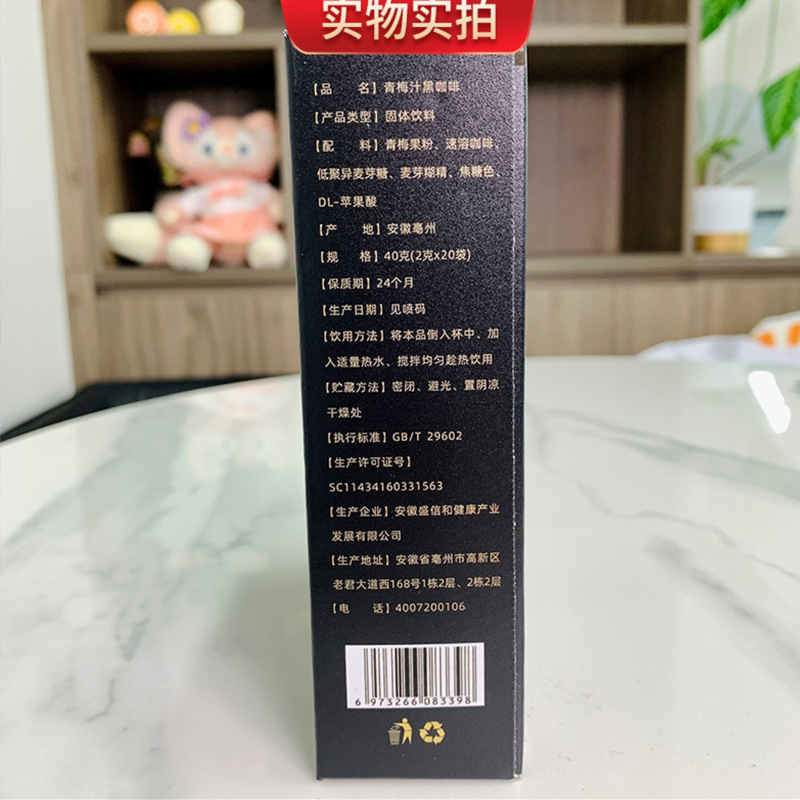 实物实拍
【品　　名】青梅汁黑咖啡
【产品类型】固体饮料
【配　　料】青梅果粉、速溶咖啡、
低聚异麦芽糖、麦芽糊精、焦糖色、
DL-苹果酸
【产　　地】安徽亳州
【规　　格】40克(2克x20袋)
【保质期】24个月
【生产日期】见喷码
【饮用方法】将本品倒入杯中、加
入适量热水、搅拌均匀趁热饮用
【贮藏方法】密闭、避光、置阴凉
干燥处
【执行标准】GB/T 29602
【生产许可证号】
SC11434160331563
【生产企业】安徽盛信和健康产业
发展有限公司
【生产地址】安徽省亳州市高新区
老君大道西168号1栋2层、2栋2层
【电　　话】4007200106
6 973266 083398